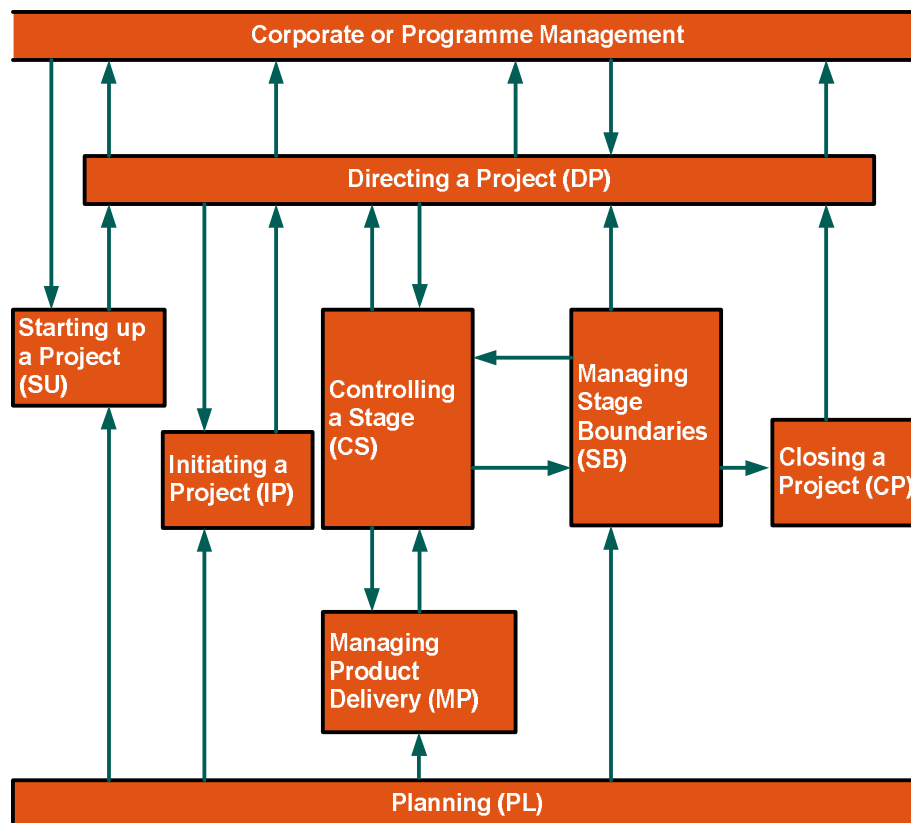 Corporate or Programme Management
Directing a Project (DP)
Starting up
a Project
(SU)
Initiating a
Project (IP)
Controlling
a Stage
(CS)
Managing
Stage
Boundaries
(SB)
Closing a
Project (CP)
Managing
Product
Delivery (MP)
Planning (PL)